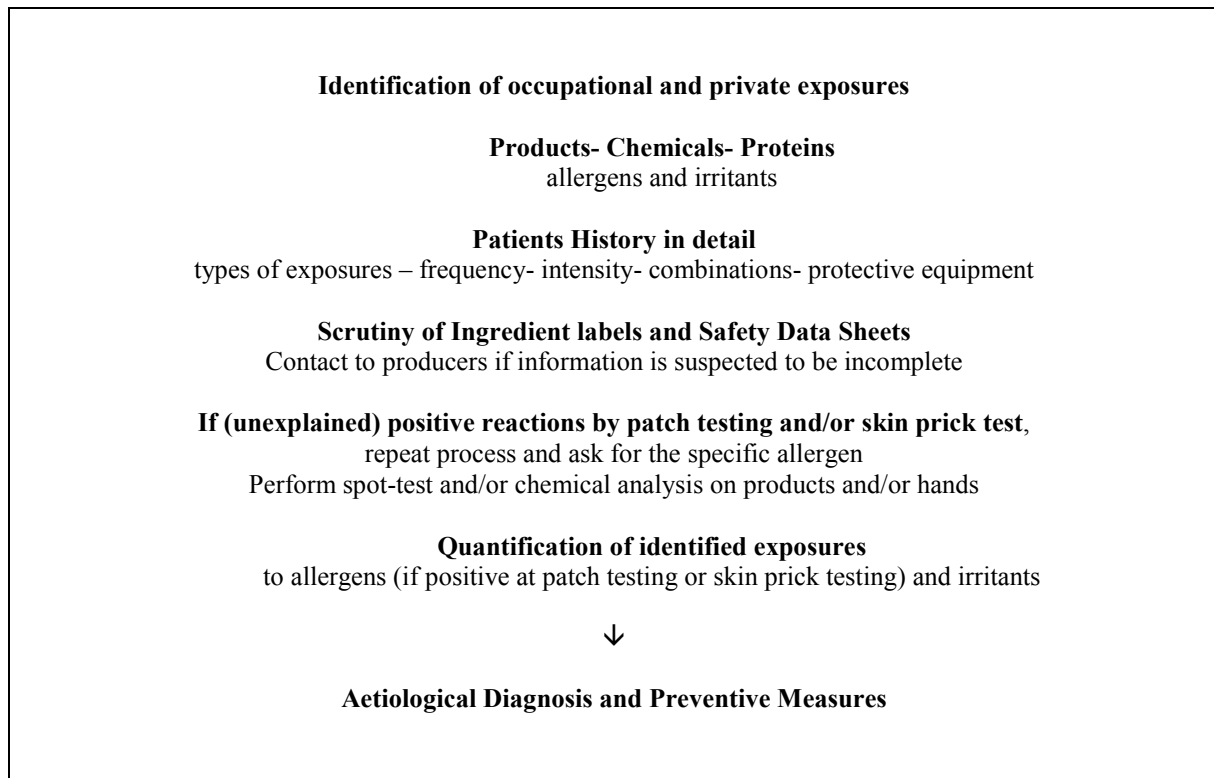 Identification of occupational and private exposures
Products- Chemicals- Proteins
allergens and irritants
Patients History in detail
types of exposures – frequency- intensity- combinations- protective equipment
Scrutiny of Ingredient labels and Safety Data Sheets
Contact to producers if information is suspected to be incomplete
If (unexplained) positive reactions by patch testing and/or skin prick test,
repeat process and ask for the specific allergen
Perform spot-test and/or chemical analysis on products and/or hands
Quantification of identified exposures
to allergens (if positive at patch testing or skin prick testing) and irritants
↓
Aetiological Diagnosis and Preventive Measures